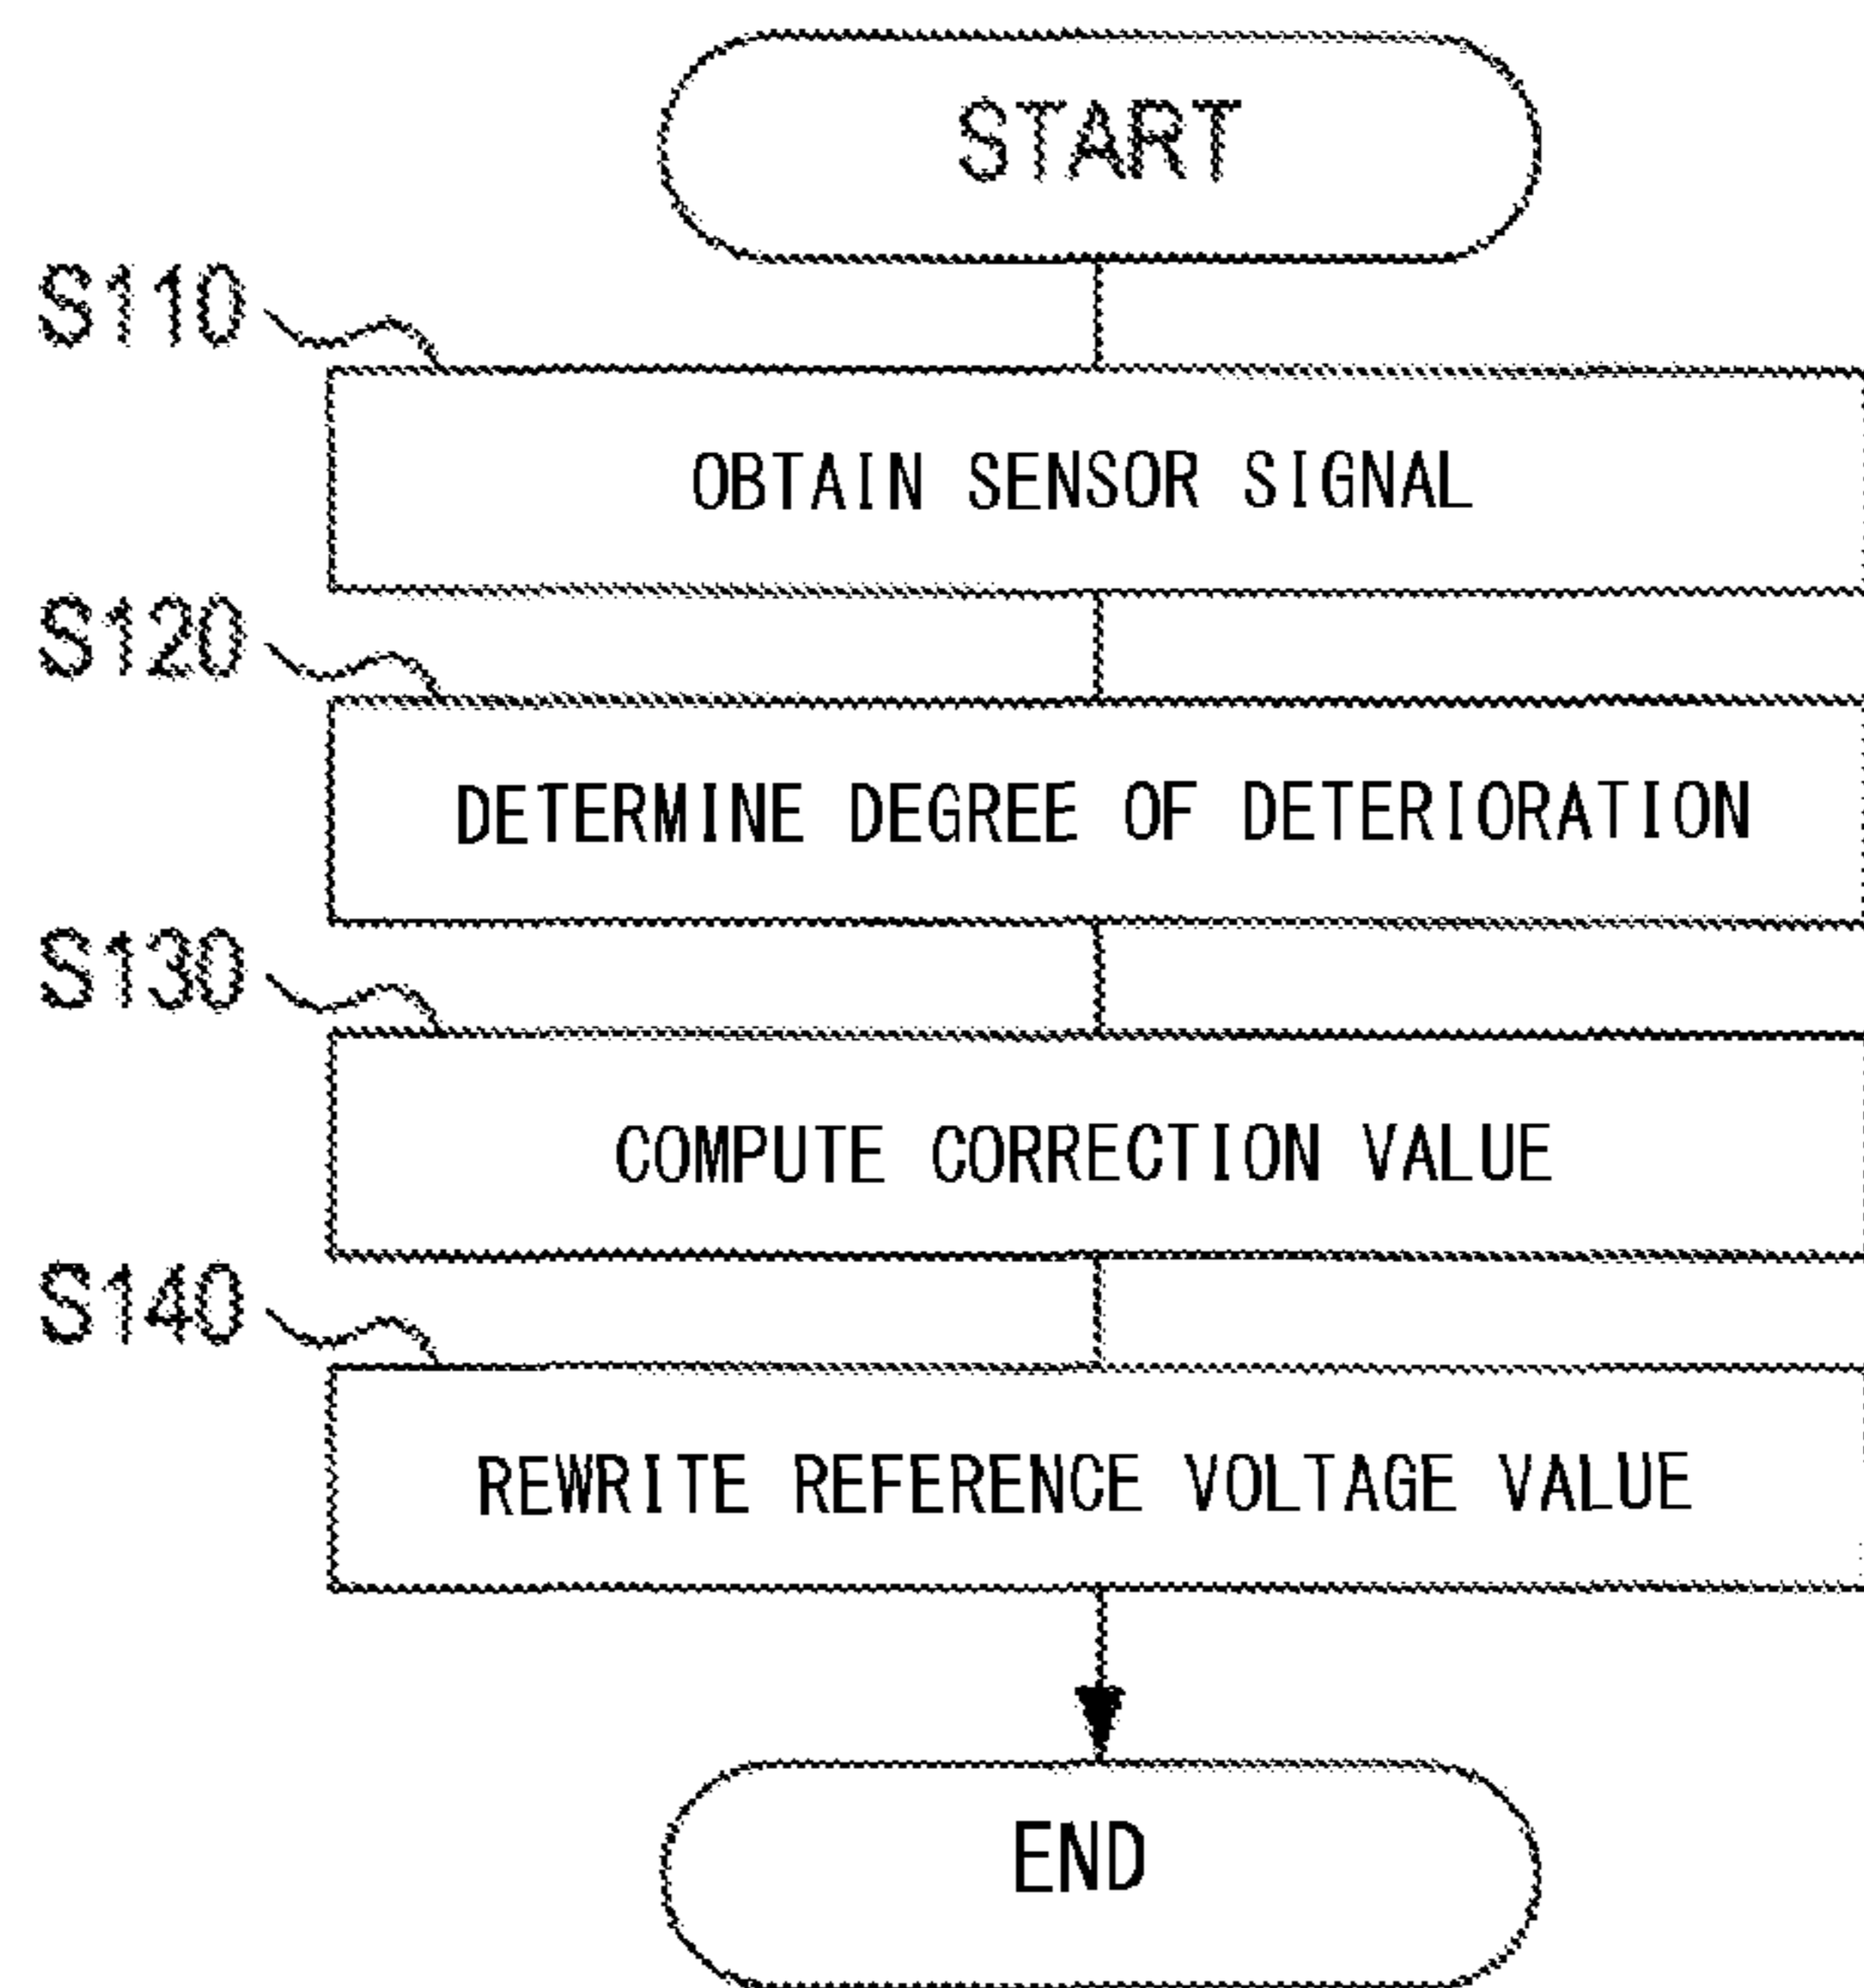 START
S110
OBTAIN SENSOR SIGNAL
S120
DETERMINE DEGREE OF DETERIORATION
S130
COMPUTE CORRECTION VALUE
S140
REWRITE REFERENCE VOLTAGE VALUE
END